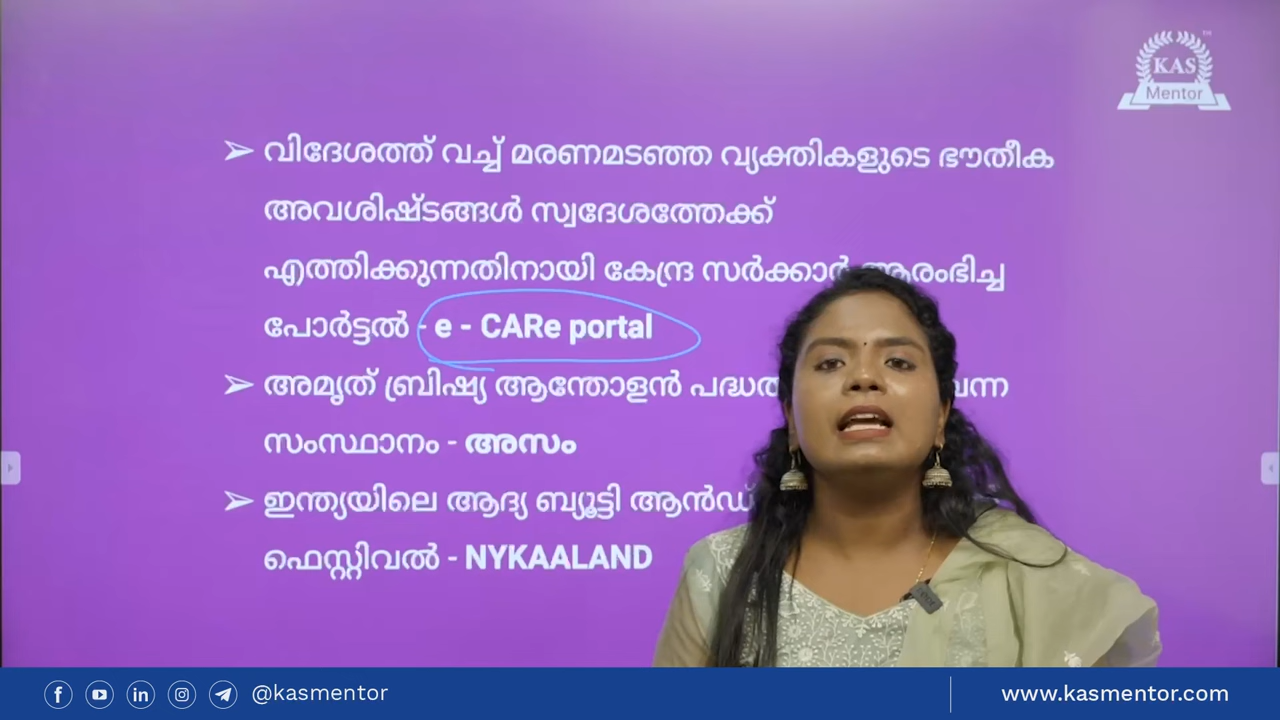 KAS
Mentor
TM
➢ വിദേശത്ത് വച്ച് മരണമടഞ്ഞ വ്യക്തികളുടെ ഭൗതീക
അവശിഷ്ടങ്ങൾ സ്വദേശത്തേക്ക്
എത്തിക്കുന്നതിനായി കേന്ദ്ര സർക്കാർ ആരംഭിച്ച
പോർട്ടൽ - e - CARe portal
➢ അമൃത് ബ്രിഷ്യ ആന്തോളൻ
സംസ്ഥാനം - അസം
➢ ഇന്ത്യയിലെ ആദ്യ ബ്യൂട്ടി ആൻഡ്
ഫെസ്റ്റിവൽ - NYKAALAND
@kasmentor
www.kasmentor.com